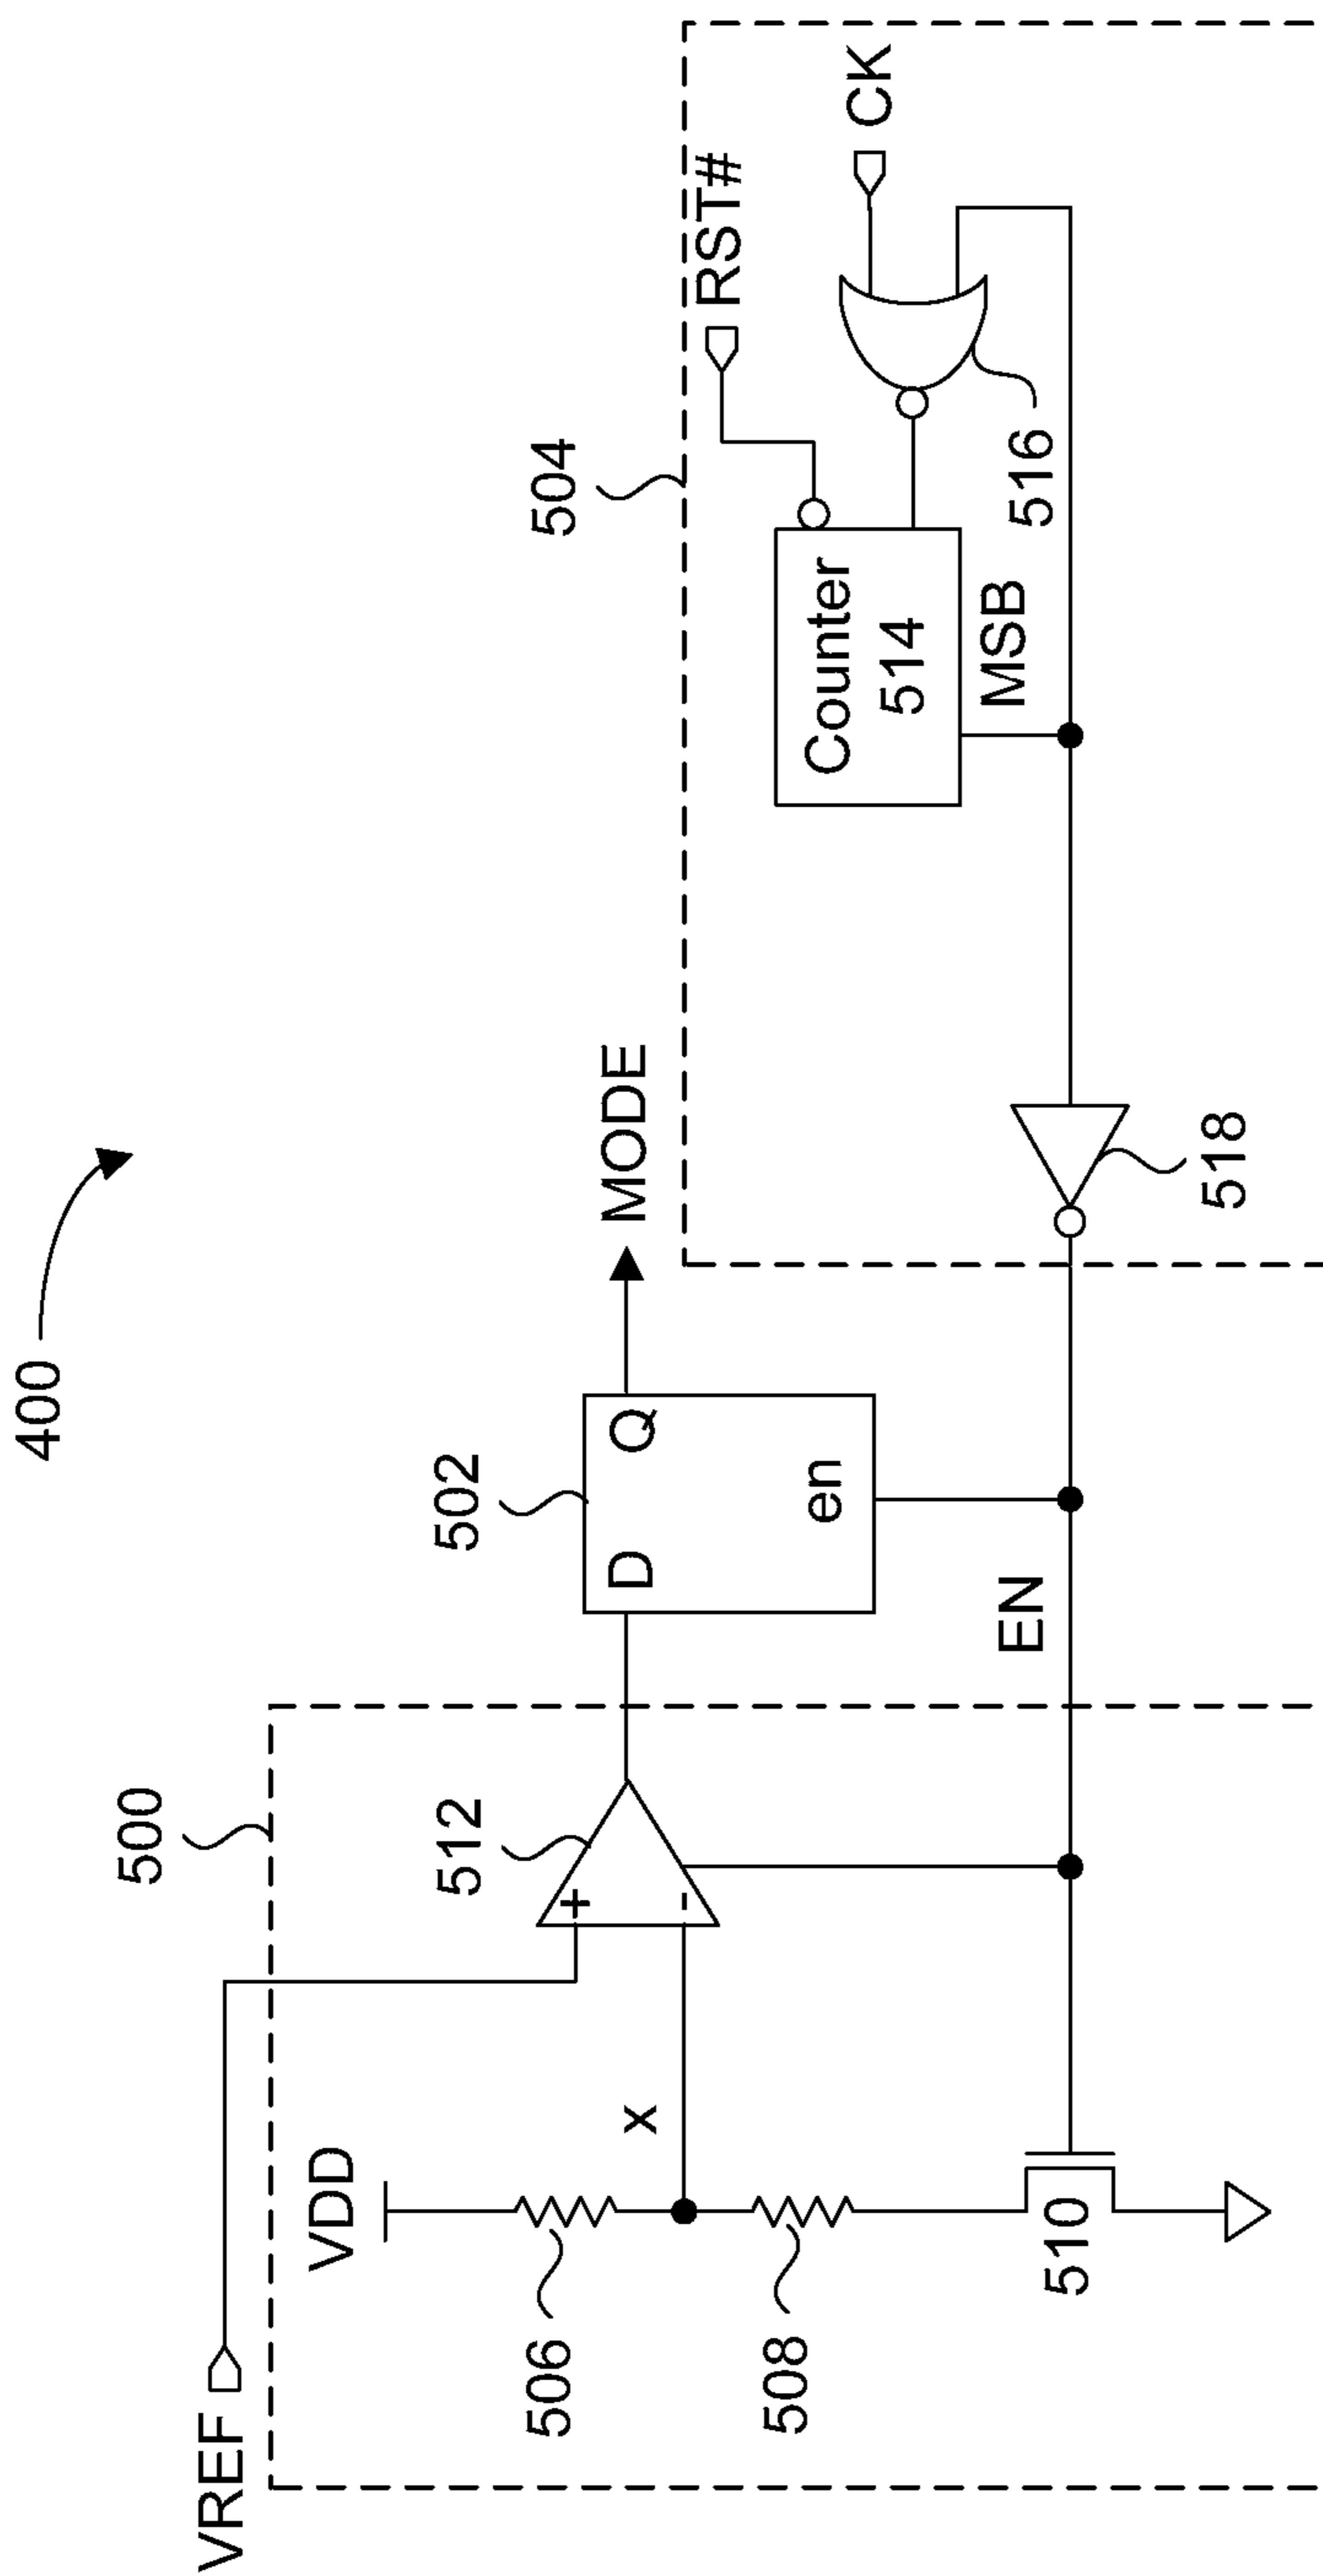 400
500
VREF
VDD
506
x
508
510
512
+
-
502
D
Q
en
EN
MODE
504
RST#
CK
Counter
514
MSB
516
518